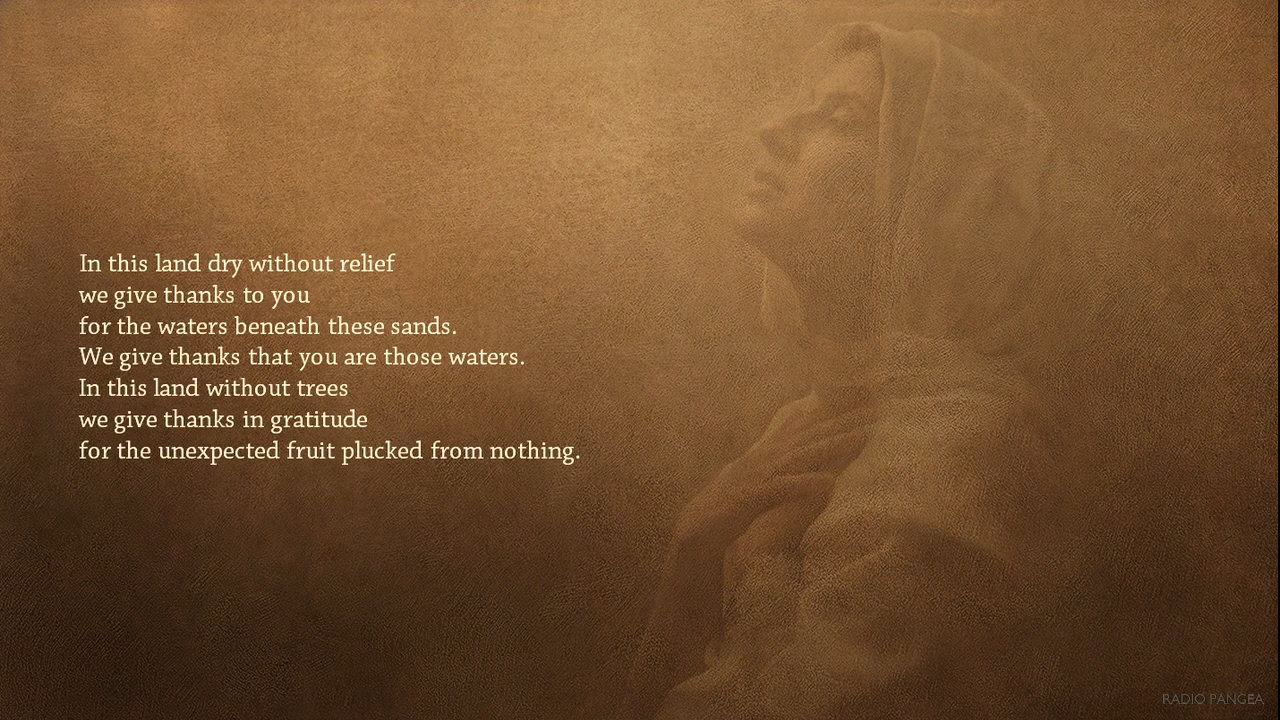 In this land dry without relief
we give thanks to you
for the waters beneath these sands.
We give thanks that you are those waters.
In this land without trees
we give thanks in gratitude
for the unexpected fruit plucked from nothing.
RADIO PANGEA